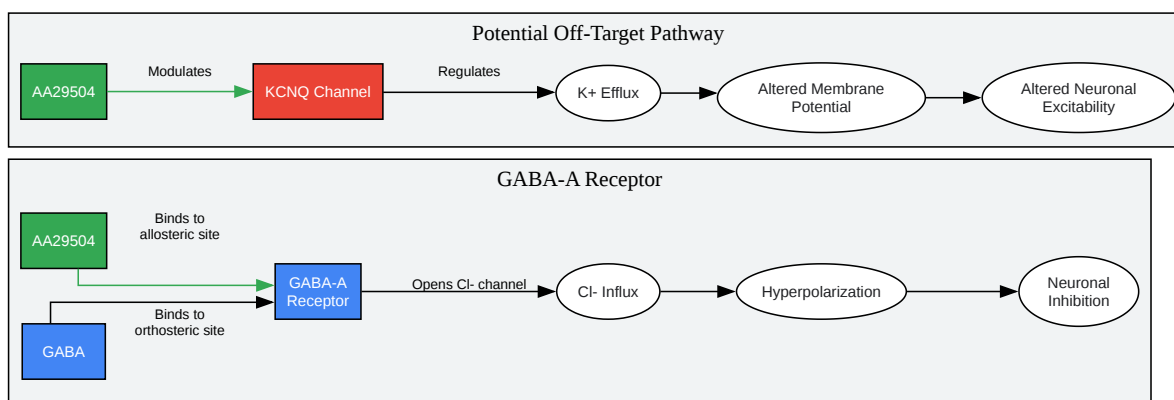 Potential Off-Target Pathway
AA29504
Modulates
KCNQ Channel
Regulates
K+ Efflux
Altered Membrane
Potential
Altered Neuronal
Excitability
GABA-A Receptor
AA29504
Binds to
allosteric site
GABA-A
Receptor
Opens Cl- channel
Cl- Influx
Hyperpolarization
Neuronal
Inhibition
Binds to
orthosteric site
GABA